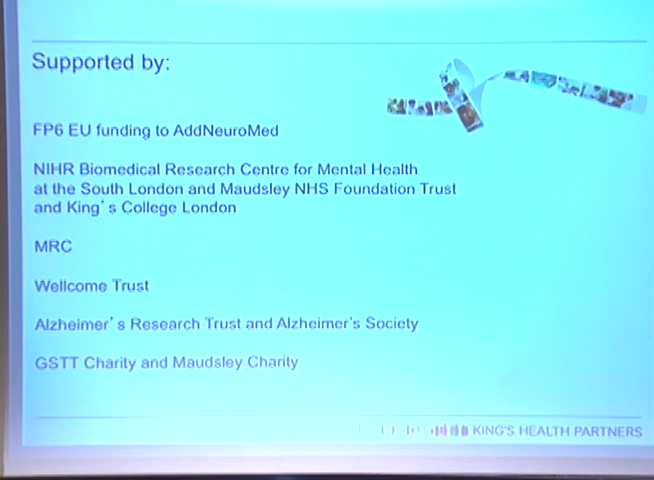 Supported by:
FP6 EU funding to AddNeuroMed
NIHR Biomedical Research Centre for Mental Health
at the South London and Maudsley NHS Foundation Trust
and King's College London
MRC
Wellcome Trust
Alzheimer's Research Trust and Alzheimer's Society
GSTT Charity and Maudsley Charity
KING'S HEALTH PARTNERS